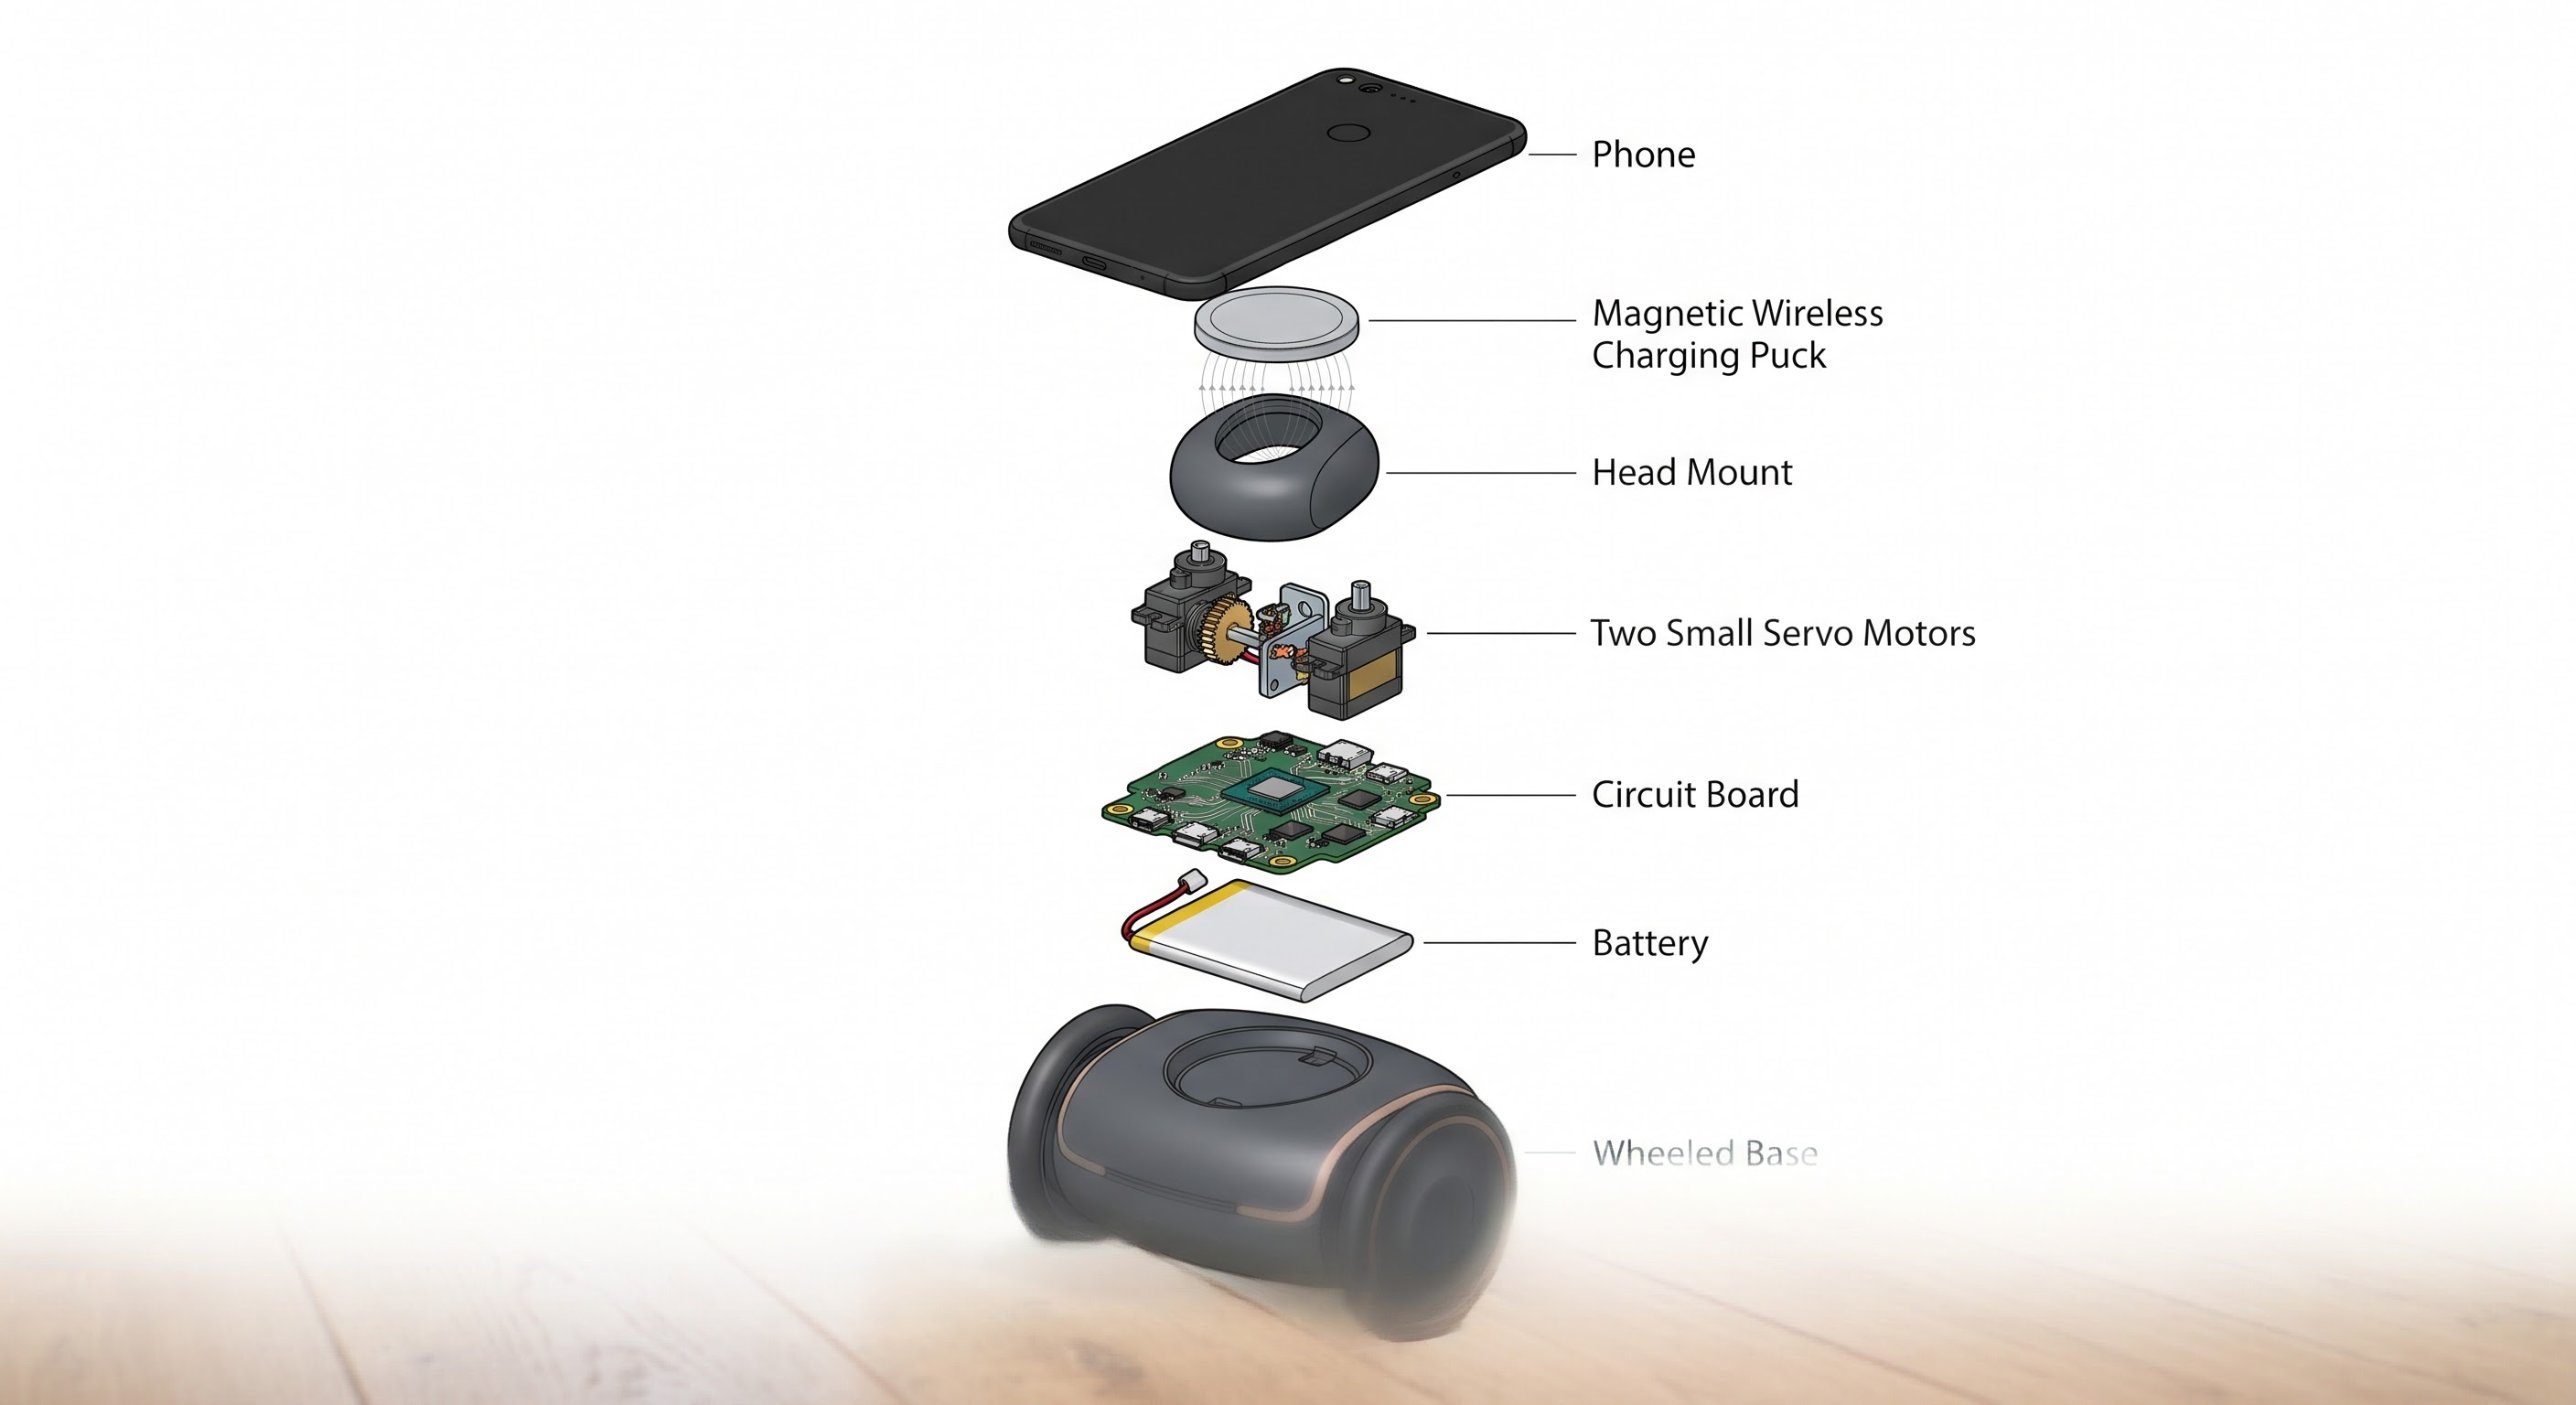 Phone
Magnetic Wireless
Charging Puck
Head Mount
Two Small Servo Motors
Circuit Board
Battery
Wheeled Base